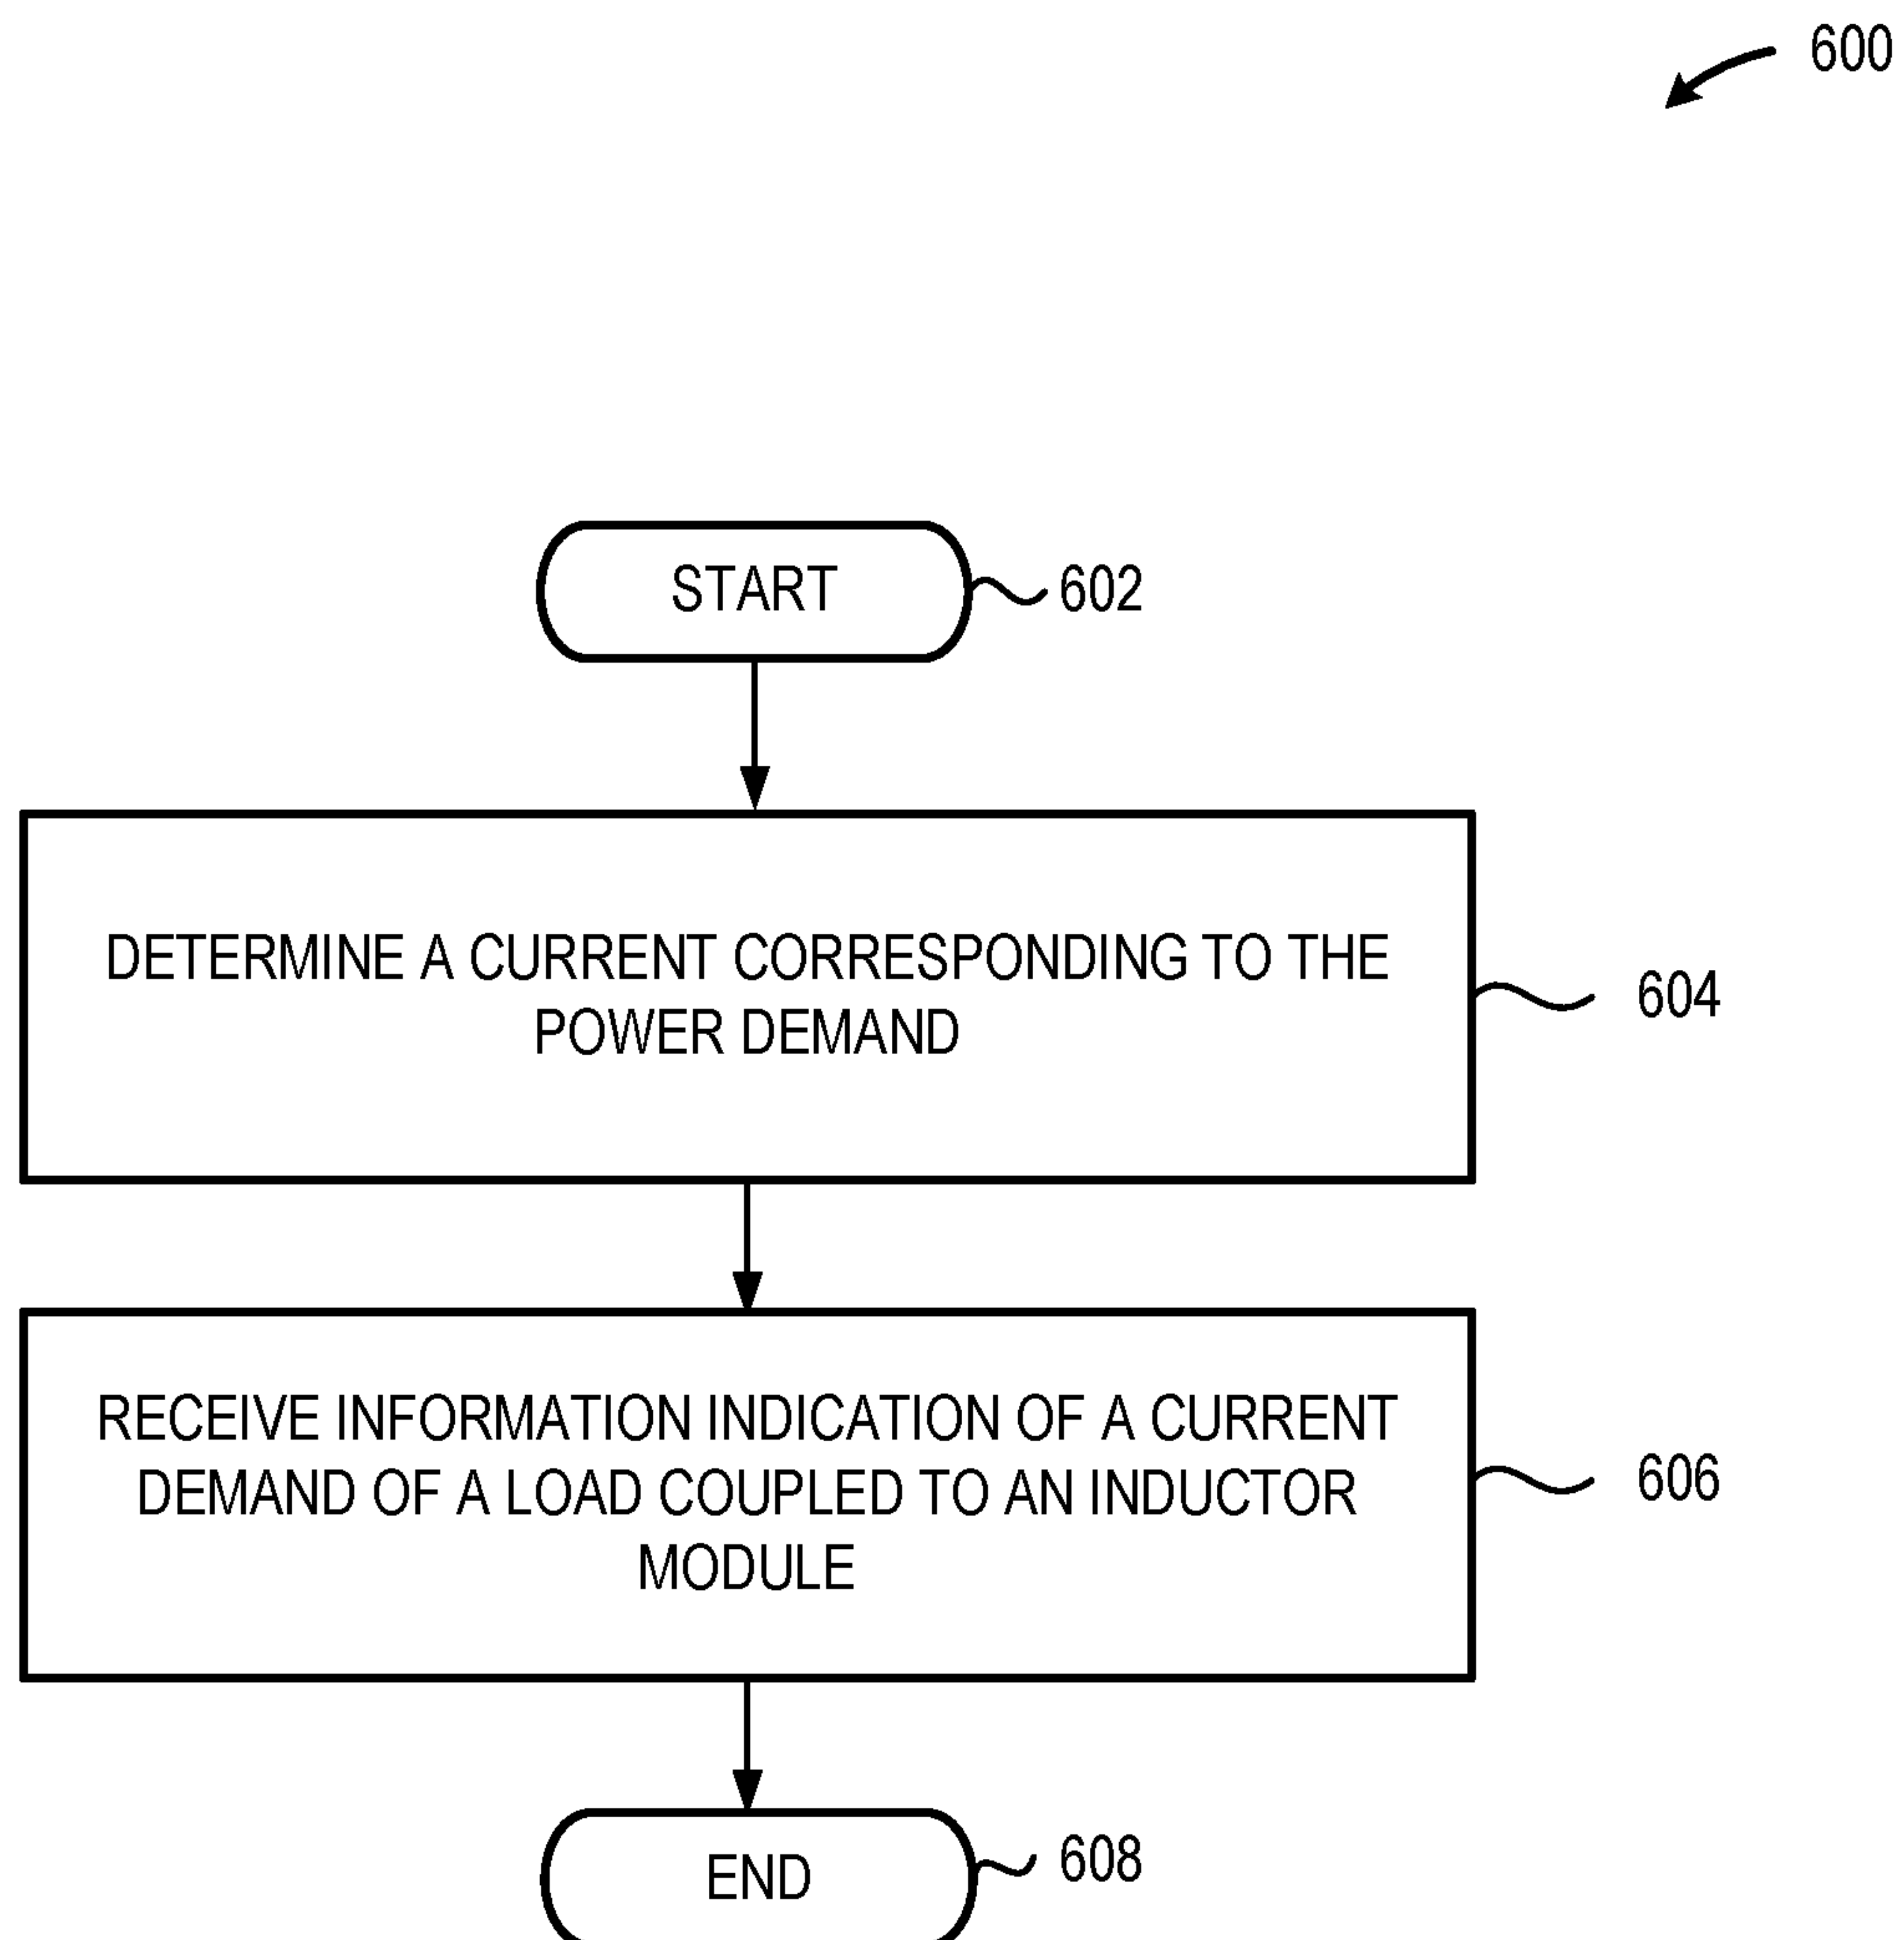 600
START
602
DETERMINE A CURRENT CORRESPONDING TO THE
POWER DEMAND
604
RECEIVE INFORMATION INDICATION OF A CURRENT
DEMAND OF A LOAD COUPLED TO AN INDUCTOR
MODULE
606
END
608